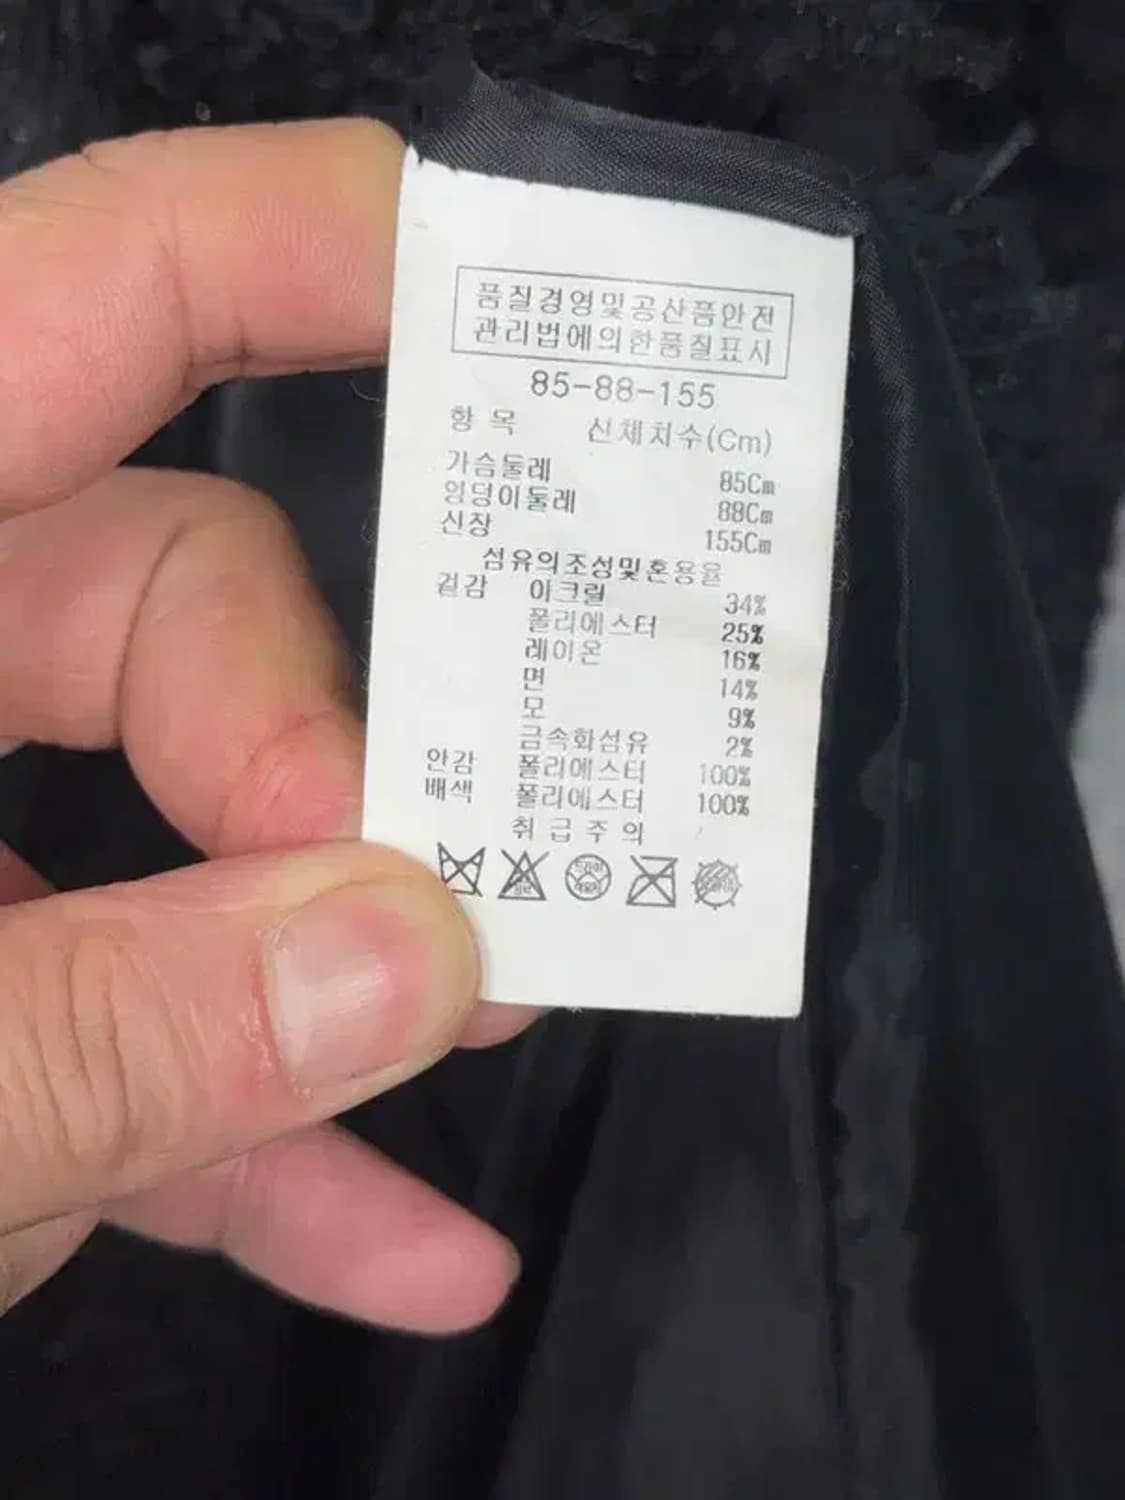 품질경영및공산품안전
관리법에의한품질표시
85-88-155
항 목 신체치수(Cm)
가슴둘레 85Cm
엉덩이둘레 88Cm
신장 155Cm
섬유의조성및혼용율
겉감 아크릴 34%
폴리에스터 25%
레이온 16%
면 14%
모 9%
금속화섬유 2%
안감 폴리에스터 100%
배색 폴리에스터 100%
취 급 주 의
드라이